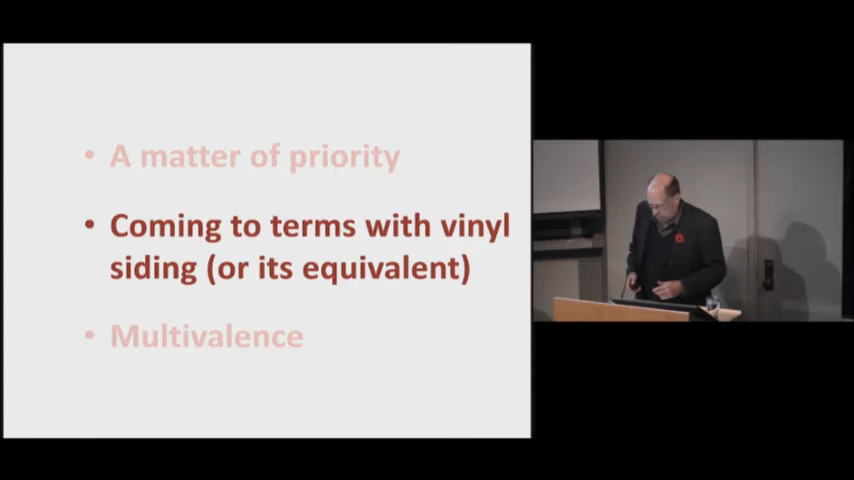 • A matter of priority
• Coming to terms with vinyl
siding (or its equivalent)
• Multivalence